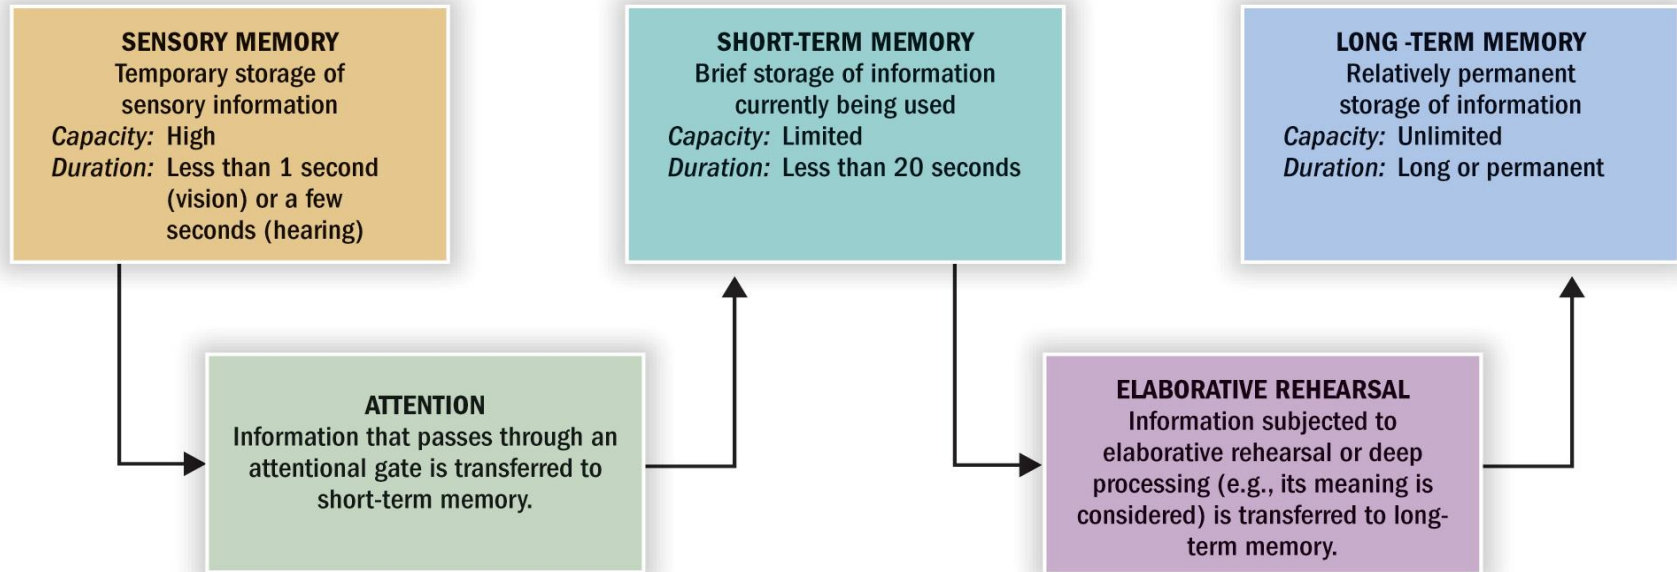 SENSORY MEMORY
Temporary storage of
sensory information
Capacity: High
Duration: Less than 1 second
(vision) or a few
seconds (hearing)
SHORT-TERM MEMORY
Brief storage of information
currently being used
Capacity: Limited
Duration: Less than 20 seconds
LONG -TERM MEMORY
Relatively permanent
storage of information
Capacity: Unlimited
Duration: Long or permanent
ATTENTION
Information that passes through an
attentional gate is transferred to
short-term memory.
ELABORATIVE REHEARSAL
Information subjected to
elaborative rehearsal or deep
processing (e.g., its meaning is
considered) is transferred to long-
term memory.